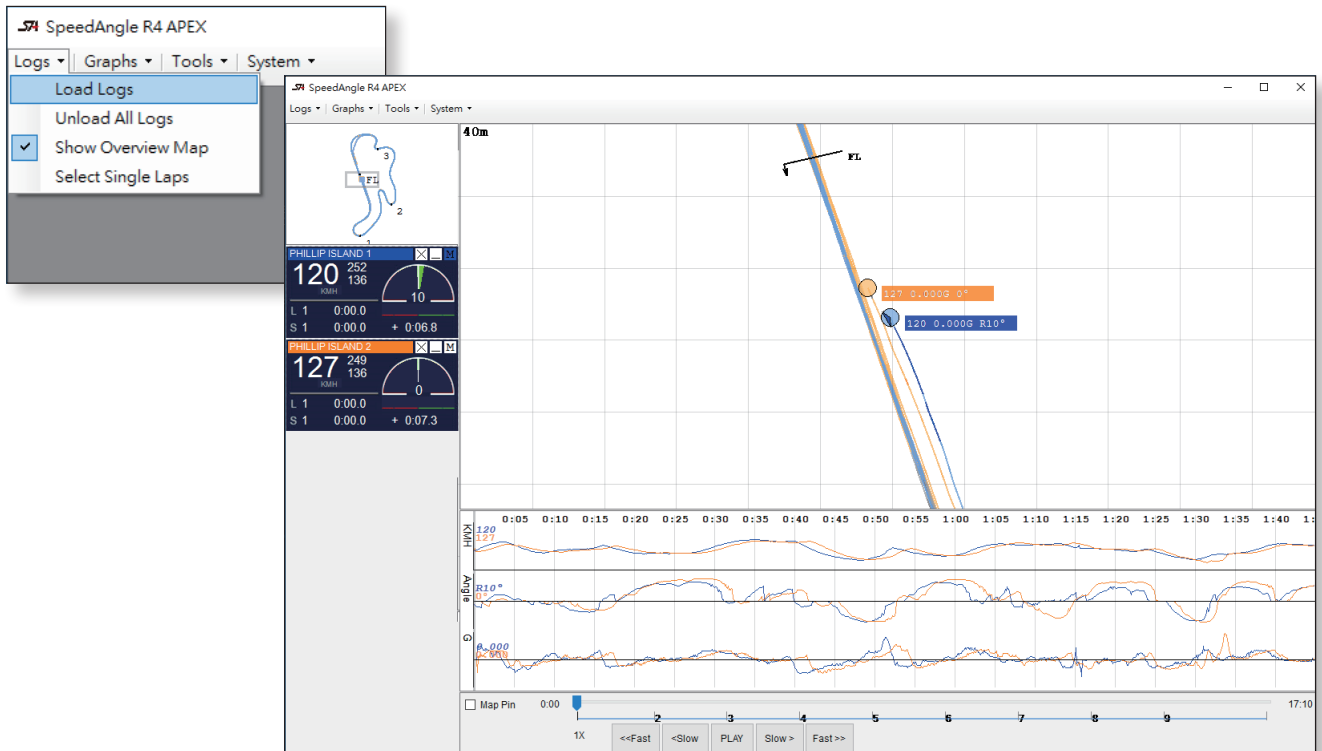 SpeedAngle R4 APEX
Logs Graphs Tools System
Load Logs
Unload All Logs
Show Overview Map
Select Single Laps
SpeedAngle R4 APEX
Logs Graphs Tools System
3
FL
2
1
PHILLIP ISLAND 1 M
120 252
136
KMH
10
L 1 0:00.0
S 1 0:00.0 + 0:06.8
PHILLIP ISLAND 2 M
127 249
136
KMH
0
L 1 0:00.0
S 1 0:00.0 + 0:07.3
40m
FL
127 0.000G 0°
120 0.000G R10°
0:05 0:10 0:15 0:20 0:25 0:30 0:35 0:40 0:45 0:50 0:55 1:00 1:05 1:10 1:15 1:20 1:25 1:30 1:35 1:40 1:
KMH
120
127
Angle
R10°
0°
G
0.000
Map Pin 0:00 17:10
1X
2 3 4 5 6 7 8 9
<<Fast <Slow PLAY Slow > Fast >>